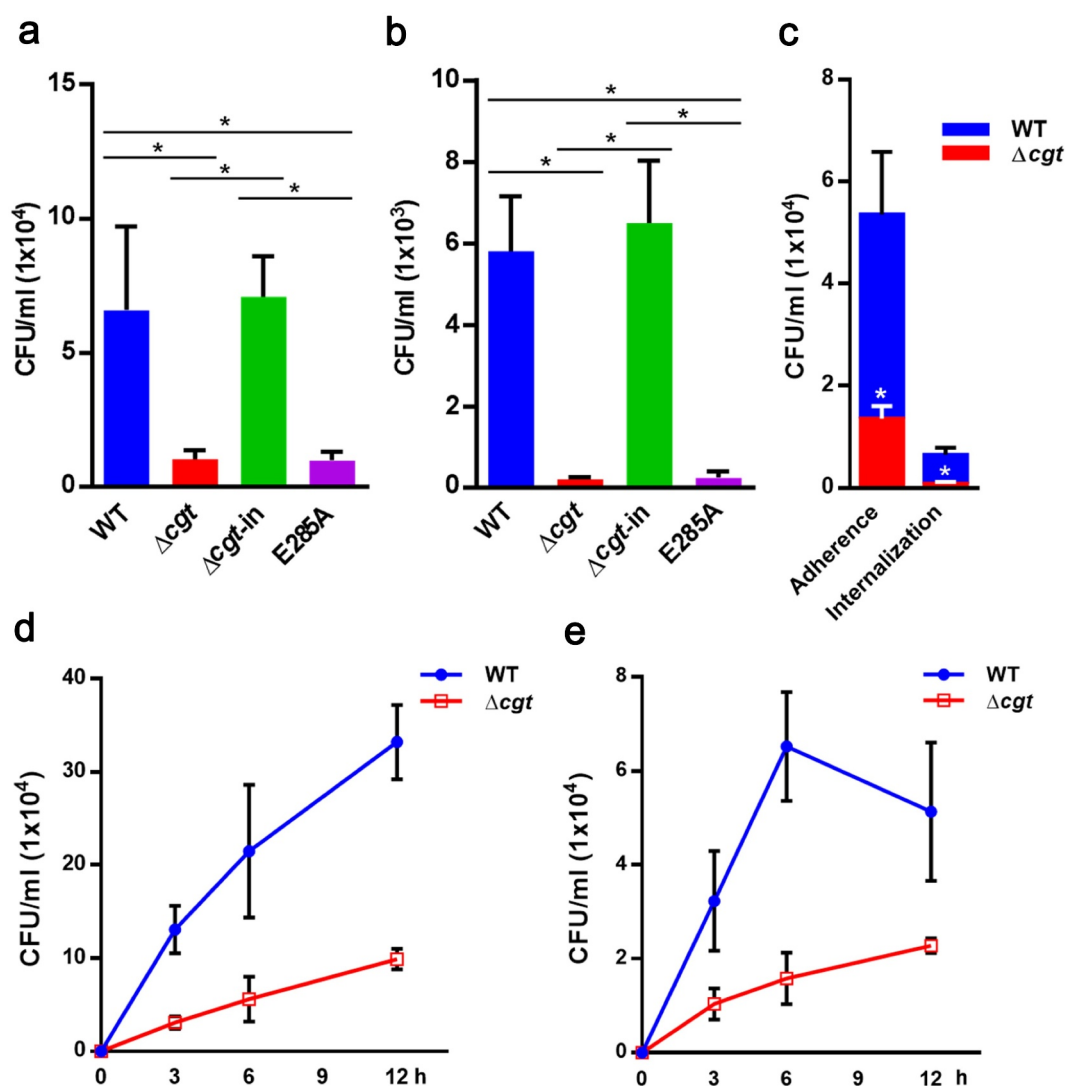 a
15
10
5
0
CFU/ml (1x10⁴)
*
*
*
*
WT
Δcgt
Δcgt-in
E285A
b
10
8
6
4
2
0
CFU/ml (1x10³)
*
*
*
*
WT
Δcgt
Δcgt-in
E285A
c
8
6
4
2
0
CFU/ml (1x10⁴)
WT
Δcgt
*
*
Adherence
Internalization
d
40
30
20
10
0
CFU/ml (1x10⁴)
WT
Δcgt
0 3 6 9 12 h
e
8
6
4
2
0
CFU/ml (1x10⁴)
WT
Δcgt
0 3 6 9 12 h